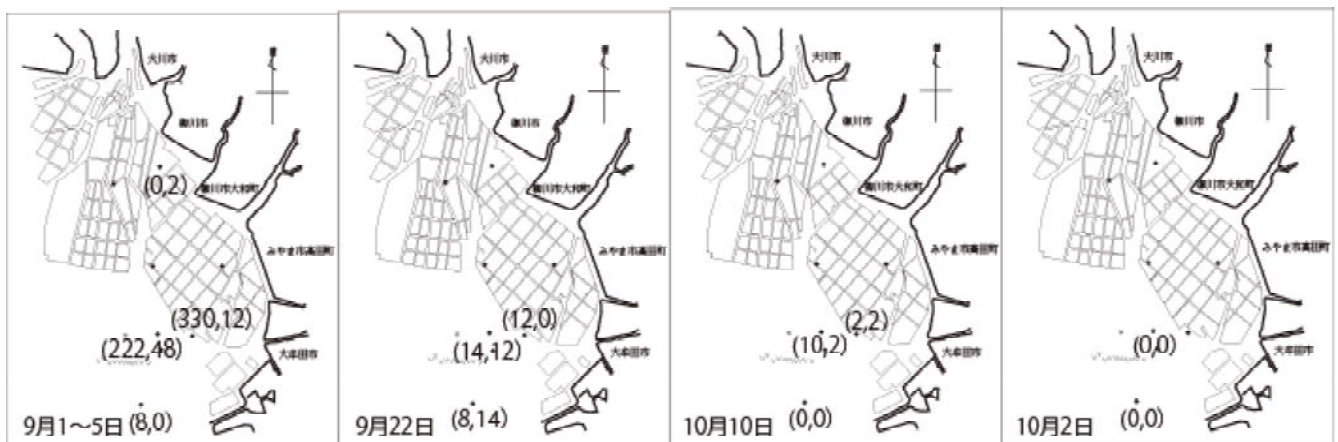 大川市
柳川市
(0,2)
柳川市大和町
みやま市高田町
(330,12)
(222,48)
大牟田市
9月1～5日
(8,0)
大川市
柳川市
柳川市大和町
みやま市高田町
(12,0)
(14,12)
大牟田市
9月22日
(8,14)
大川市
柳川市
柳川市大和町
みやま市高田町
(2,2)
(10,2)
大牟田市
10月10日
(0,0)
大川市
柳川市
柳川市大和町
みやま市高田町
(0,0)
大牟田市
10月2日
(0,0)